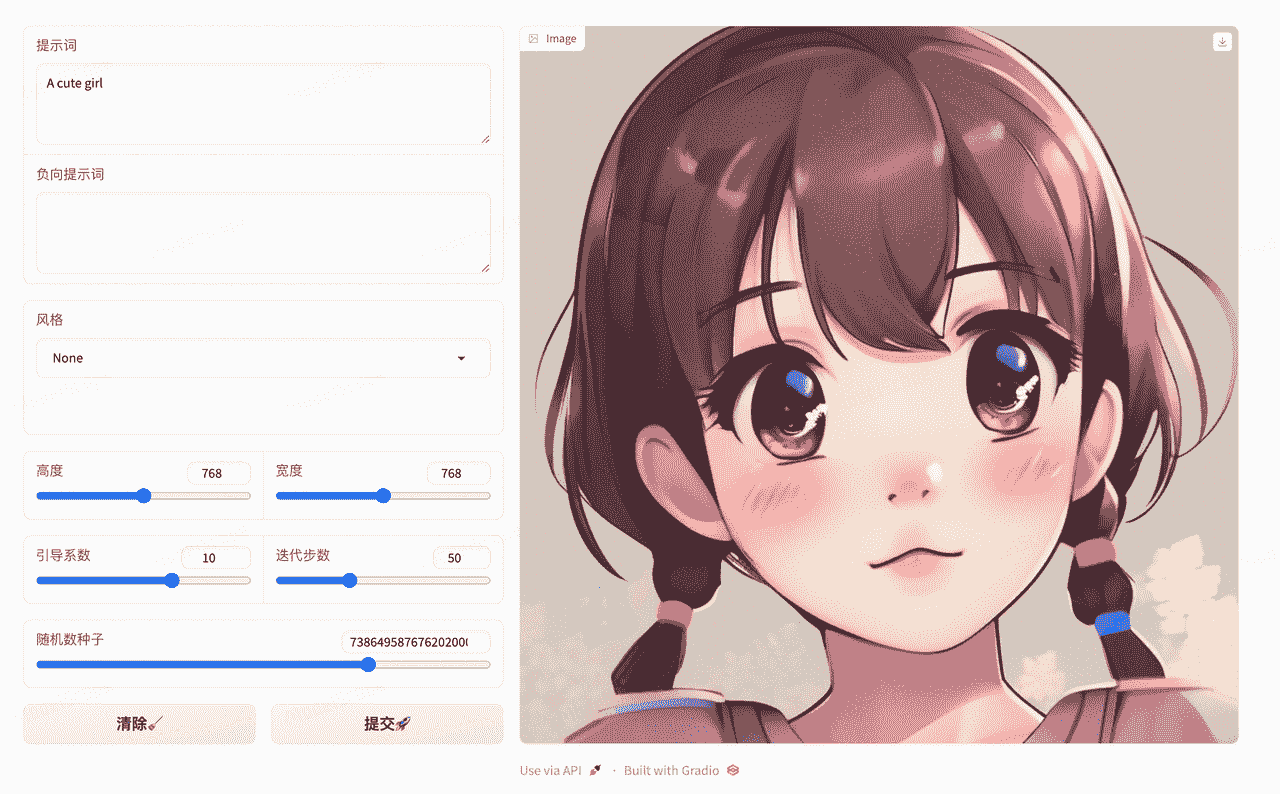 提示词
A cute girl
负向提示词
风格
None
高度
768
宽度
768
引导系数
10
迭代步数
50
随机数种子
7386495876762020
清除
提交
Image
Use via API · Built with Gradio